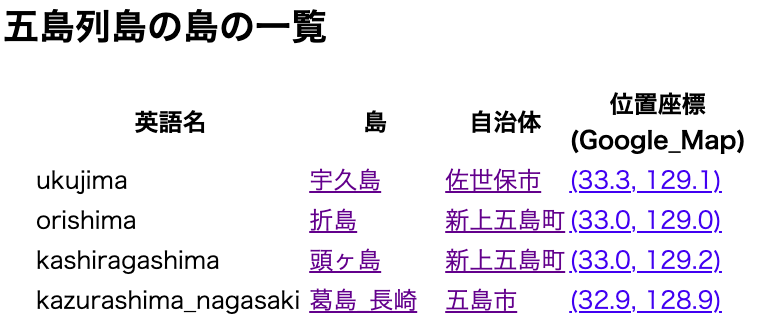 五島列島の島の一覧
英語名 島 自治体 位置座標
(Google_Map)
ukujima 宇久島 佐世保市 (33.3, 129.1)
orishima 折島 新上五島町 (33.0, 129.0)
kashiragashima 頭ヶ島 新上五島町 (33.0, 129.2)
kazurashima_nagasaki 葛島_長崎 五島市 (32.9, 128.9)